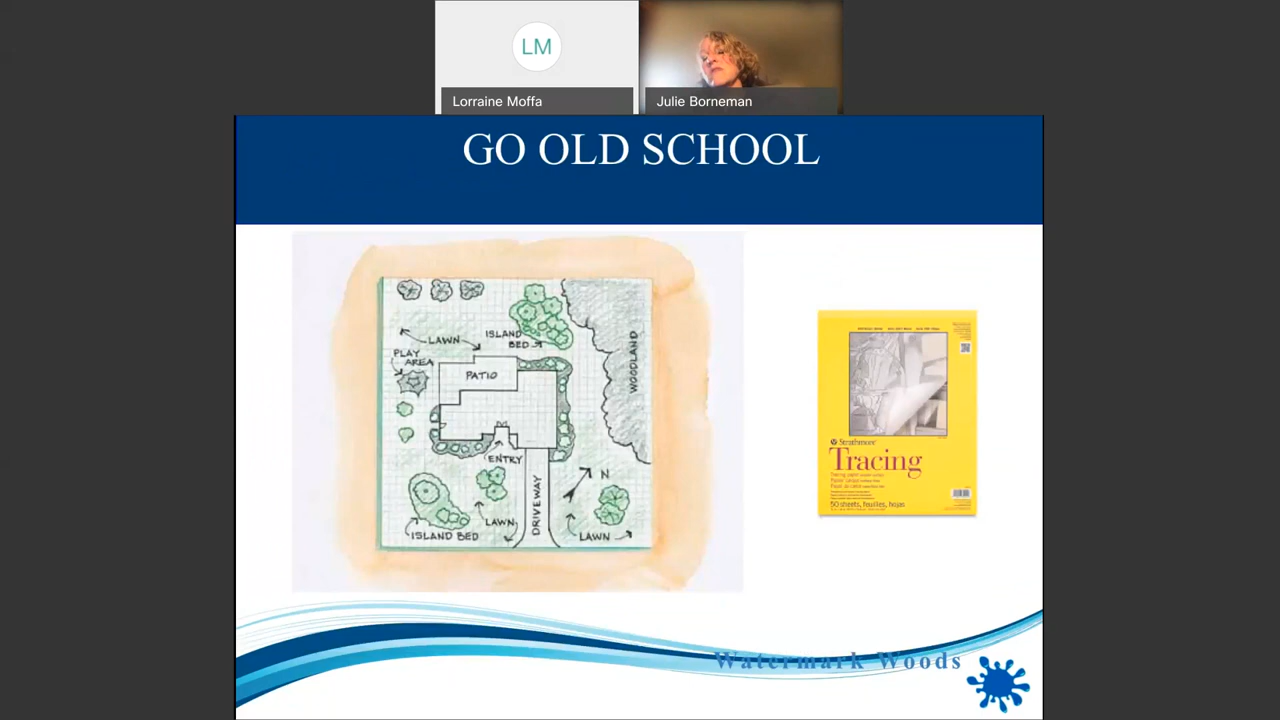 LM
Lorraine Moffa
Julie Borneman
GO OLD SCHOOL
ISLAND
BED
LAWN
PLAY
AREA
PATIO
WOODLAND
ENTRY
N
DRIVEWAY
LAWN
ISLAND BED
LAWN
Strathmore
Tracing
50 sheets, feuilles, hojas
Watermark Woods